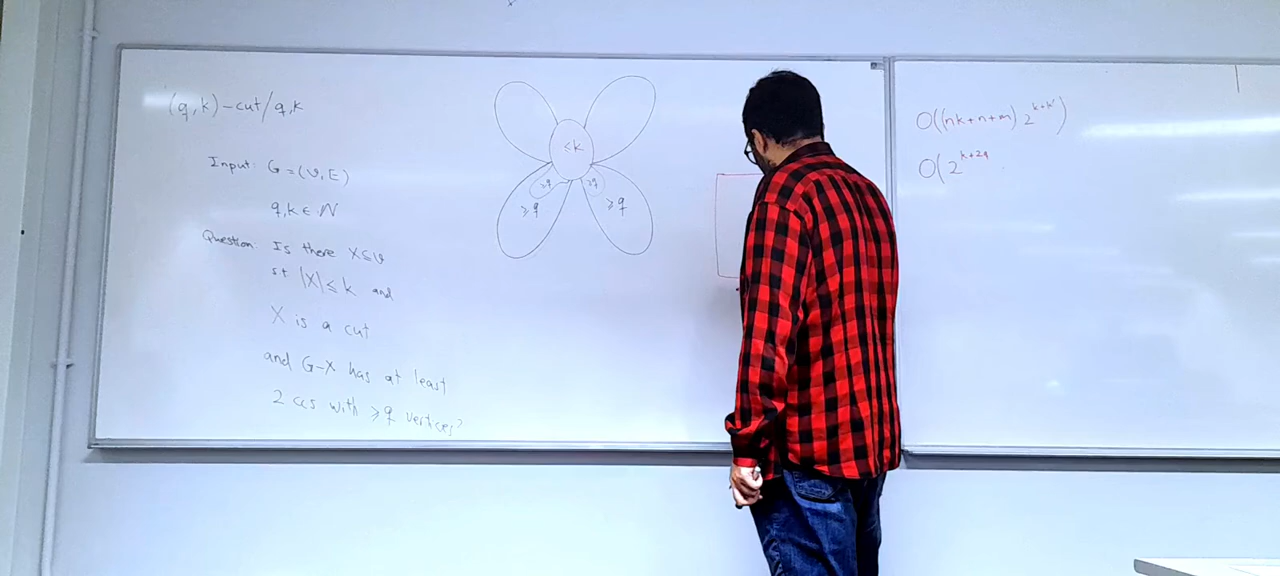 (q,k)-cut/q,k
Input: G=(V,E)
q,k ∈ N
Question: Is there X⊆V
st |X|≤k and
X is a cut
and G-X has at least
2 ccs with ≥q vertices?
≤k
≥q
≥q
≥q
≥q
O((nk+n+m) 2^{k+k'})
O(2^{k+2q}